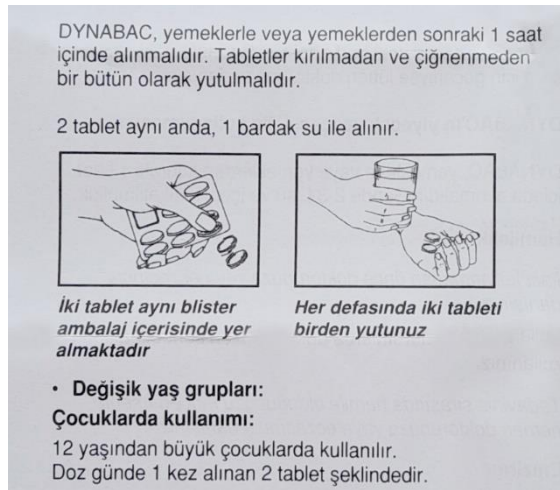 DYNABAC, yemeklerle veya yemeklerden sonraki 1 saat
içinde alınmalıdır. Tabletler kırılmadan ve çiğnenmeden
bir bütün olarak yutulmalıdır.
2 tablet aynı anda, 1 bardak su ile alınır.
İki tablet aynı blister
ambalaj içerisinde yer
almaktadır
Her defasında iki tableti
birden yutunuz
• Değişik yaş grupları:
Çocuklarda kullanımı:
12 yaşından büyük çocuklarda kullanılır.
Doz günde 1 kez alınan 2 tablet şeklindedir.